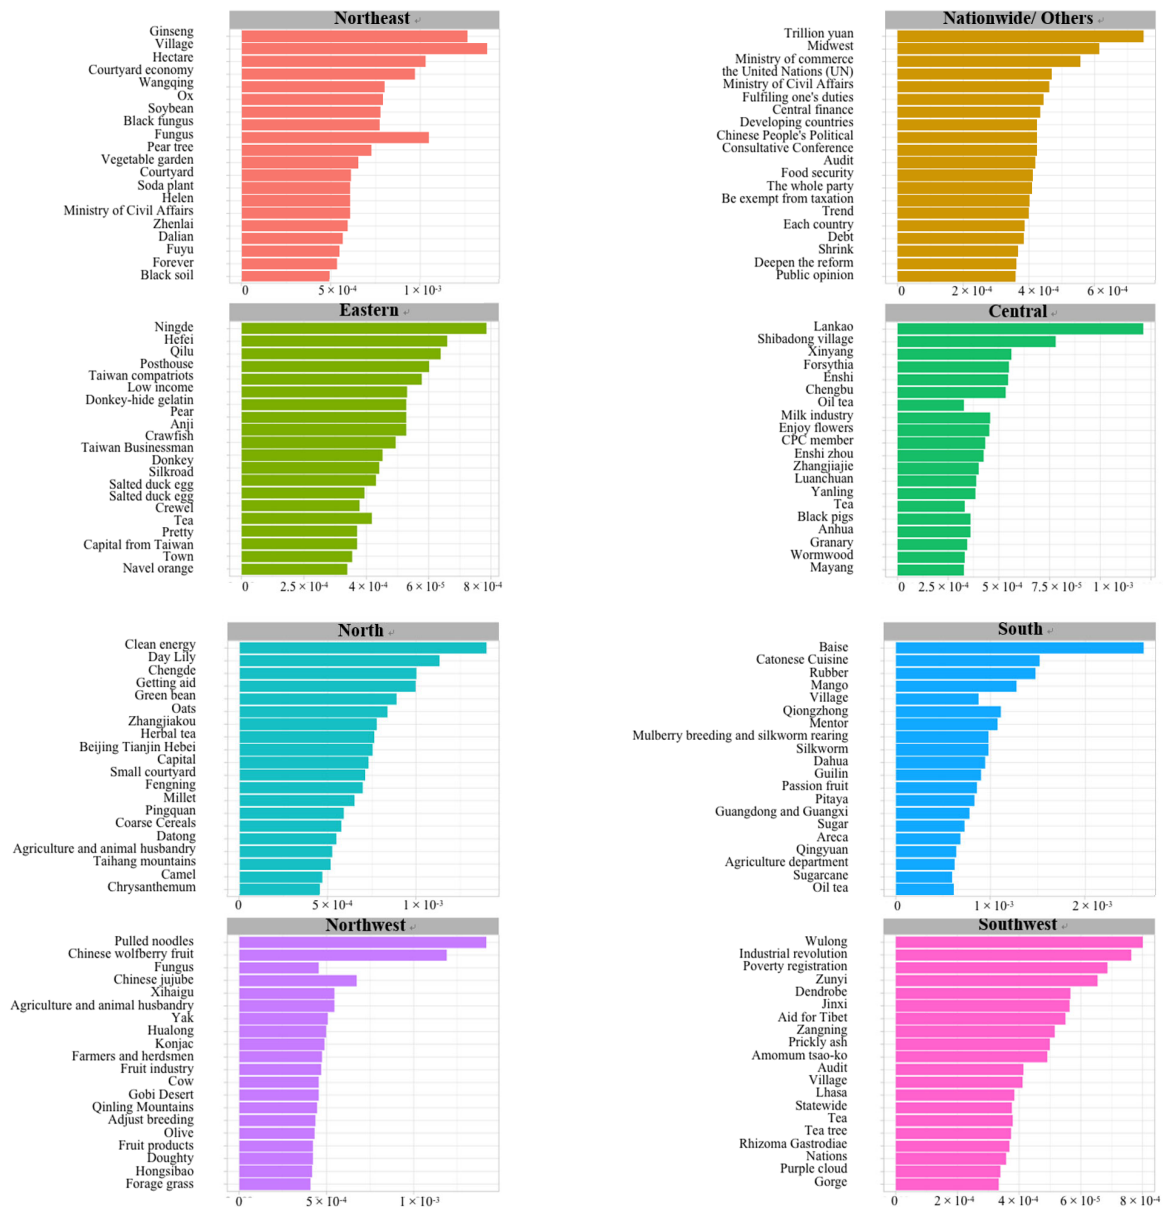 Northeast
Ginseng
Village
Hectare
Courtyard economy
Wangqing
Ox
Soybean
Black fungus
Fungus
Pear tree
Vegetable garden
Courtyard
Soda plant
Helen
Ministry of Civil Affairs
Zhenlai
Dalian
Fuyu
Forever
Black soil
0 5 × 10⁻⁴ 1 × 10⁻³
Nationwide/ Others
Trillion yuan
Midwest
Ministry of commerce
the United Nations (UN)
Ministry of Civil Affairs
Fulfiling one's duties
Central finance
Developing countries
Chinese People's Political
Consultative Conference
Audit
Food security
The whole party
Be exempt from taxation
Trend
Each country
Debt
Shrink
Deepen the reform
Public opinion
0 2 × 10⁻⁴ 4 × 10⁻⁴ 6 × 10⁻⁴
Eastern
Ningde
Hefei
Qilu
Posthouse
Taiwan compatriots
Low income
Donkey-hide gelatin
Pear
Anji
Crawfish
Taiwan Businessman
Donkey
Silkroad
Salted duck egg
Salted duck egg
Crewel
Tea
Pretty
Capital from Taiwan
Town
Navel orange
0 2.5 × 10⁻⁴ 4 × 10⁻⁴ 6 × 10⁻⁵ 8 × 10⁻⁴
Central
Lankao
Shibadong village
Xinyang
Forsythia
Enshi
Chengbu
Oil tea
Milk industry
Enjoy flowers
CPC member
Enshi zhou
Zhangjiajie
Luanchuan
Yanling
Tea
Black pigs
Anhua
Granary
Wormwood
Mayang
0 2.5 × 10⁻⁴ 5 × 10⁻⁴ 7.5 × 10⁻⁵ 1 × 10⁻³
North
Clean energy
Day Lily
Chengde
Getting aid
Green bean
Oats
Zhangjiakou
Herbal tea
Beijing Tianjin Hebei
Capital
Small courtyard
Fengning
Millet
Pingquan
Coarse Cereals
Datong
Agriculture and animal husbandry
Taihang mountains
Camel
Chrysanthemum
0 5 × 10⁻⁴ 1 × 10⁻³
South
Baise
Catonese Cuisine
Rubber
Mango
Village
Qiongzhong
Mentor
Mulberry breeding and silkworm rearing
Silkworm
Dahua
Guilin
Passion fruit
Pitaya
Guangdong and Guangxi
Sugar
Areca
Qingyuan
Agriculture department
Sugarcane
Oil tea
0 1 × 10⁻³ 2 × 10⁻³
Northwest
Pulled noodles
Chinese wolfberry fruit
Fungus
Chinese jujube
Xihaigu
Agriculture and animal husbandry
Yak
Hualong
Konjac
Farmers and herdsmen
Fruit industry
Cow
Gobi Desert
Qinling Mountains
Adjust breeding
Olive
Fruit products
Doughty
Hongsibao
Forage grass
0 5 × 10⁻⁴ 1 × 10⁻³
Southwest
Wulong
Industrial revolution
Poverty registration
Zunyi
Dendrobe
Jinxi
Aid for Tibet
Zangning
Prickly ash
Amomum tsao-ko
Audit
Village
Lhasa
Statewide
Tea
Tea tree
Rhizoma Gastrodiae
Nations
Purple cloud
Gorge
0 2 × 10⁻⁴ 4 × 10⁻⁴ 6 × 10⁻⁵ 8 × 10⁻⁴